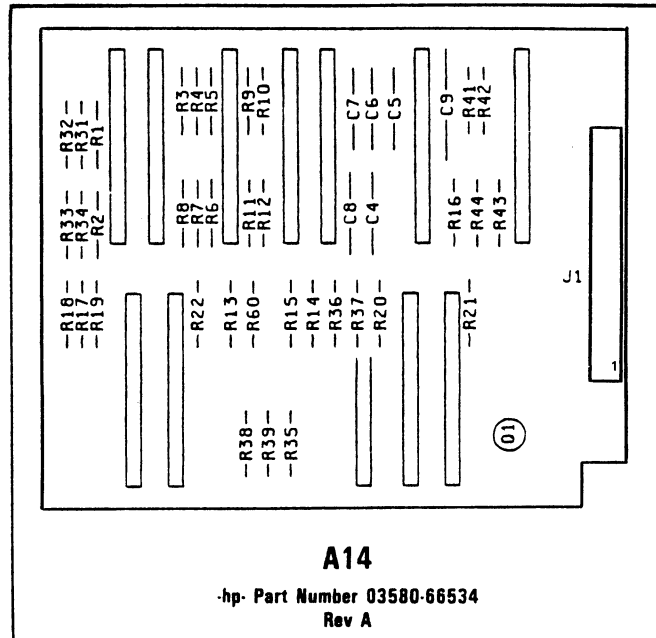 R32
R31
R1
R3
R4
R5
R9
R10
C7
C6
C5
C9
R41
R42
R33
R34
R2
R8
R7
R6
R11
R12
C8
C4
R16
R44
R43
R18
R17
R19
R22
R13
R60
R15
R14
R36
R37
R20
R21
J1
1
R38
R39
R35
A14
-hp- Part Number 03580-66534
Rev A